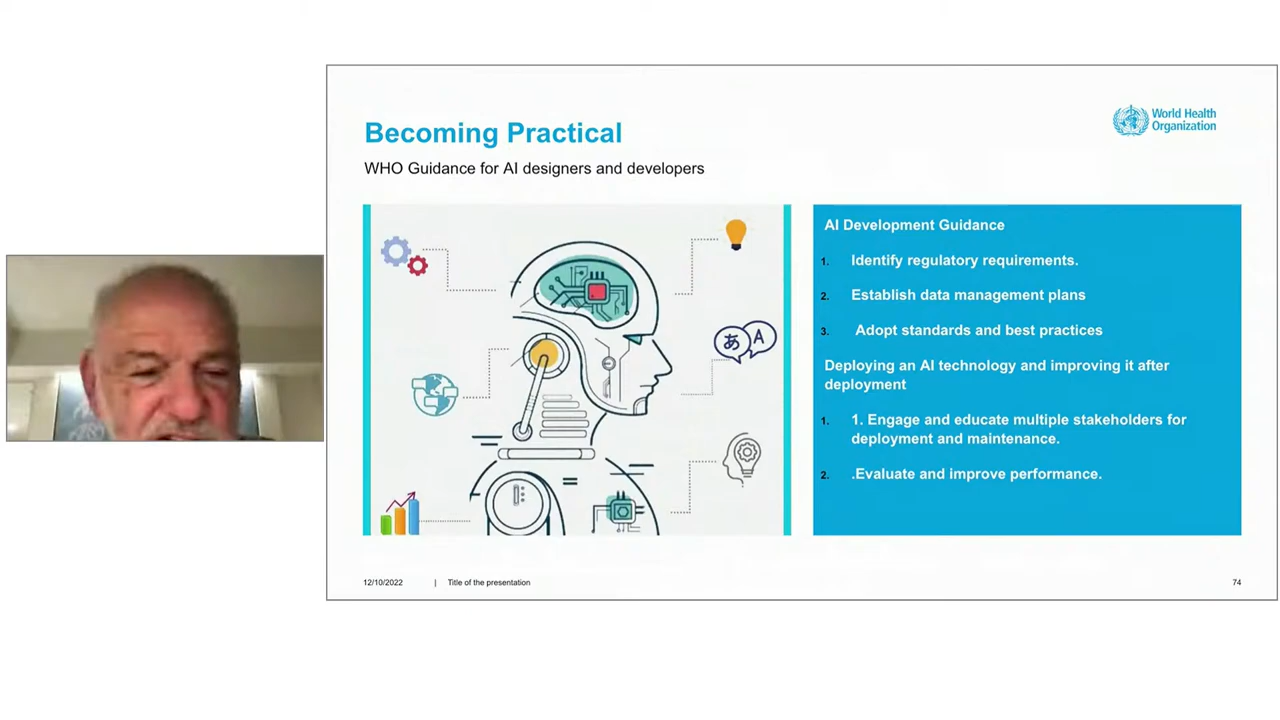 Becoming Practical
World Health
Organization
WHO Guidance for AI designers and developers
あ A
AI Development Guidance
1. Identify regulatory requirements.
2. Establish data management plans
3. Adopt standards and best practices
Deploying an AI technology and improving it after
deployment
1. 1. Engage and educate multiple stakeholders for
deployment and maintenance.
2. .Evaluate and improve performance.
12/10/2022 | Title of the presentation 74